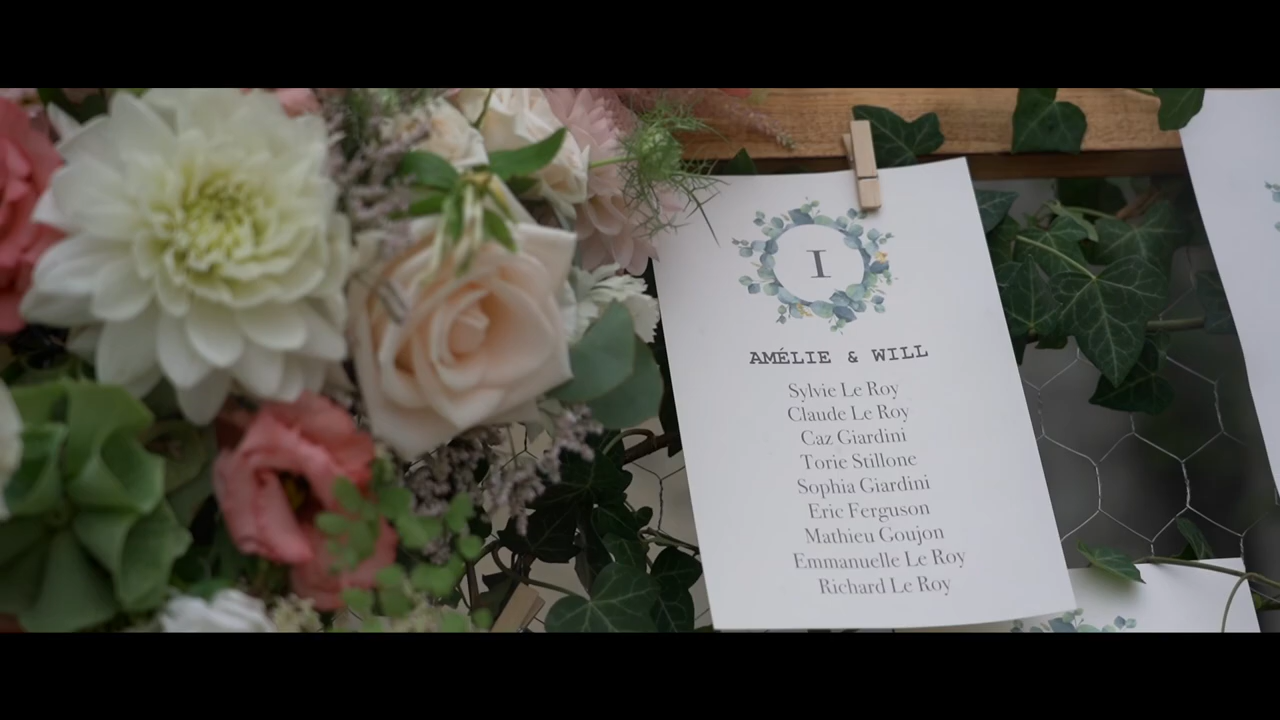 I
AMÉLIE & WILL
Sylvie Le Roy
Claude Le Roy
Caz Giardini
Torie Stillone
Sophia Giardini
Eric Ferguson
Mathieu Goujon
Emmanuelle Le Roy
Richard Le Roy